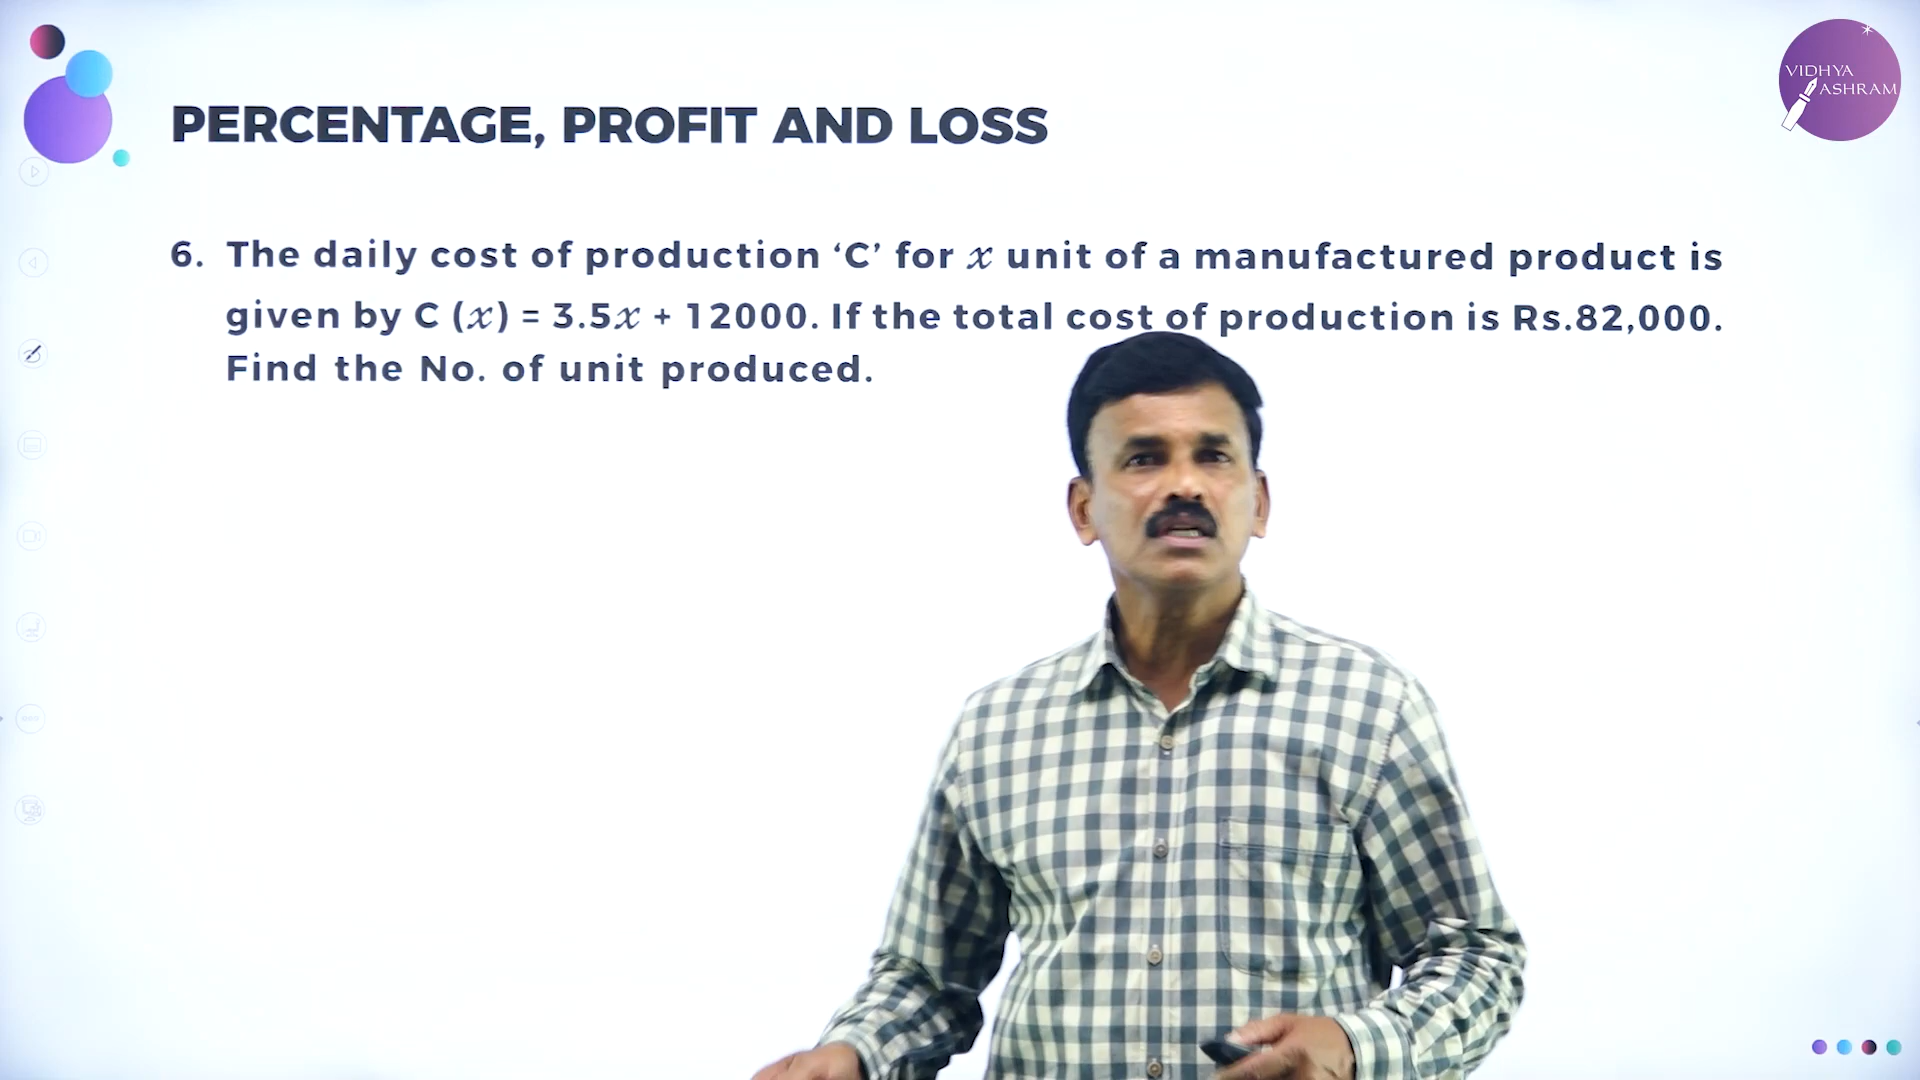 VIDHYA
ASHRAM
PERCENTAGE, PROFIT AND LOSS
6. The daily cost of production ‘C’ for x unit of a manufactured product is
given by C (x) = 3.5x + 12000. If the total cost of production is Rs.82,000.
Find the No. of unit produced.